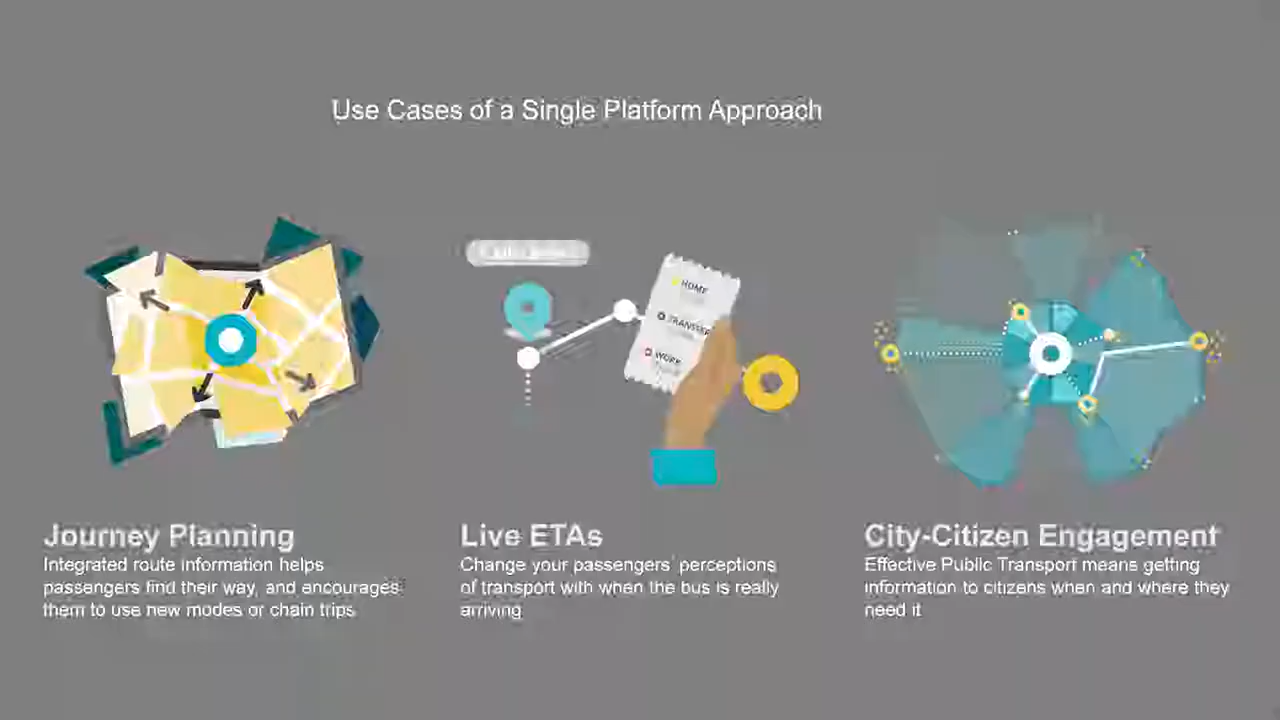 Use Cases of a Single Platform Approach
HOME
TRANSFER
WORK
Journey Planning
Integrated route information helps
passengers find their way, and encourages
them to use new modes or chain trips
Live ETAs
Change your passengers' perceptions
of transport with when the bus is really
arriving
City-Citizen Engagement
Effective Public Transport means getting
information to citizens when and where they
need it